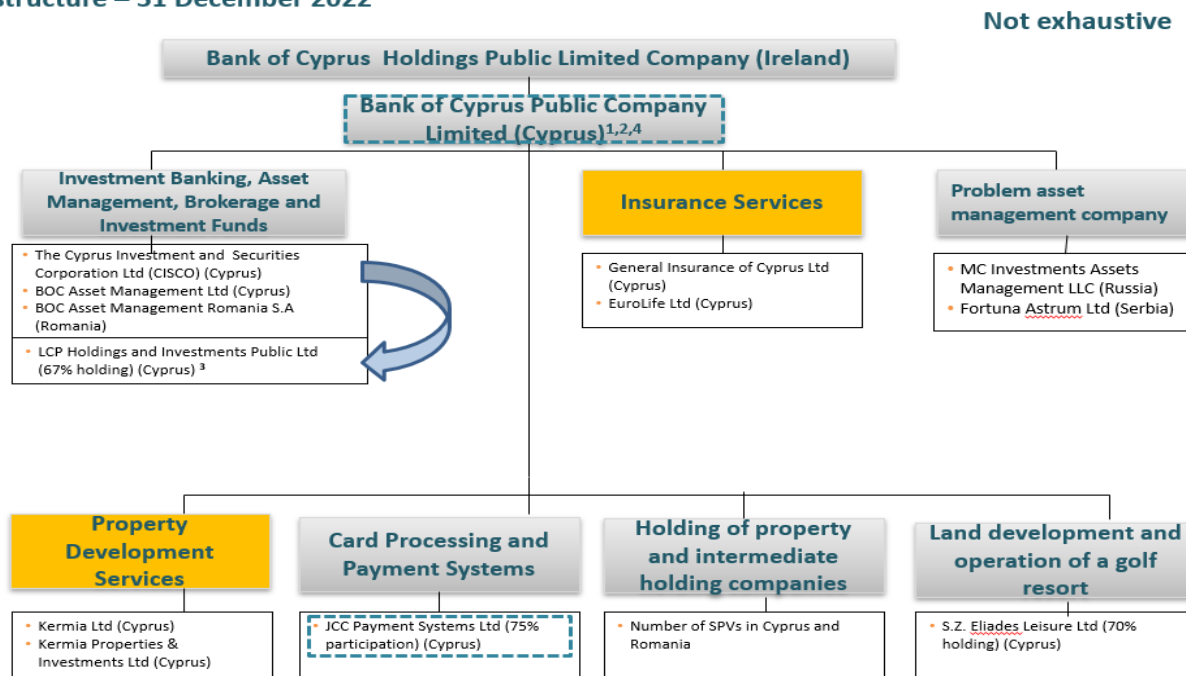 structure – 31 December 2022
Not exhaustive
Bank of Cyprus Holdings Public Limited Company (Ireland)
Bank of Cyprus Public Company
Limited (Cyprus)1,2,4
Investment Banking, Asset
Management, Brokerage and
Investment Funds
• The Cyprus Investment and Securities
Corporation Ltd (CISCO) (Cyprus)
• BOC Asset Management Ltd (Cyprus)
• BOC Asset Management Romania S.A
(Romania)
• LCP Holdings and Investments Public Ltd
(67% holding) (Cyprus) 3
Insurance Services
• General Insurance of Cyprus Ltd
(Cyprus)
• EuroLife Ltd (Cyprus)
Problem asset
management company
• MC Investments Assets
Management LLC (Russia)
• Fortuna Astrum Ltd (Serbia)
Property
Development
Services
• Kermia Ltd (Cyprus)
• Kermia Properties &
Investments Ltd (Cyprus)
Card Processing and
Payment Systems
• JCC Payment Systems Ltd (75%
participation) (Cyprus)
Holding of property
and intermediate
holding companies
• Number of SPVs in Cyprus and
Romania
Land development and
operation of a golf
resort
• S.Z. Eliades Leisure Ltd (70%
holding) (Cyprus)